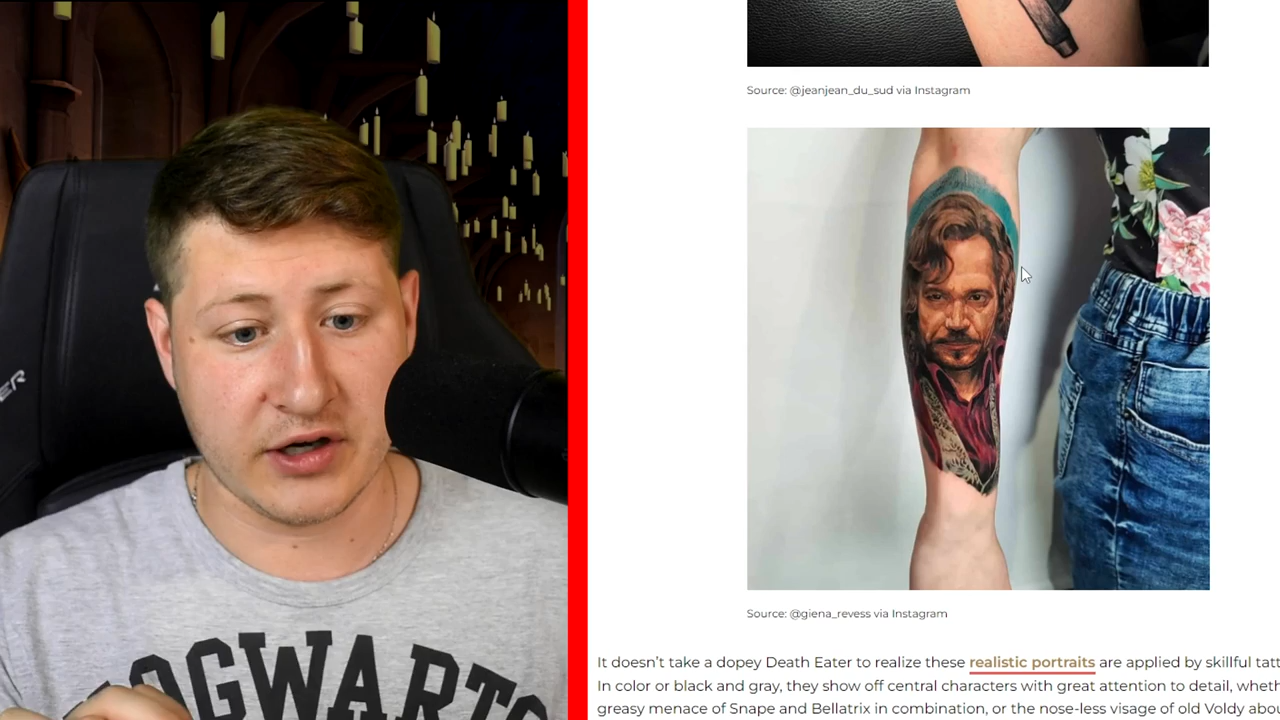 ER
HOGWARTS
Source: @jeanjean_du_sud via Instagram
Source: @giena_revess via Instagram
It doesn’t take a dopey Death Eater to realize these realistic portraits are applied by skillful tatt
In color or black and gray, they show off central characters with great attention to detail, wheth
greasy menace of Snape and Bellatrix in combination, or the nose-less visage of old Voldy abou